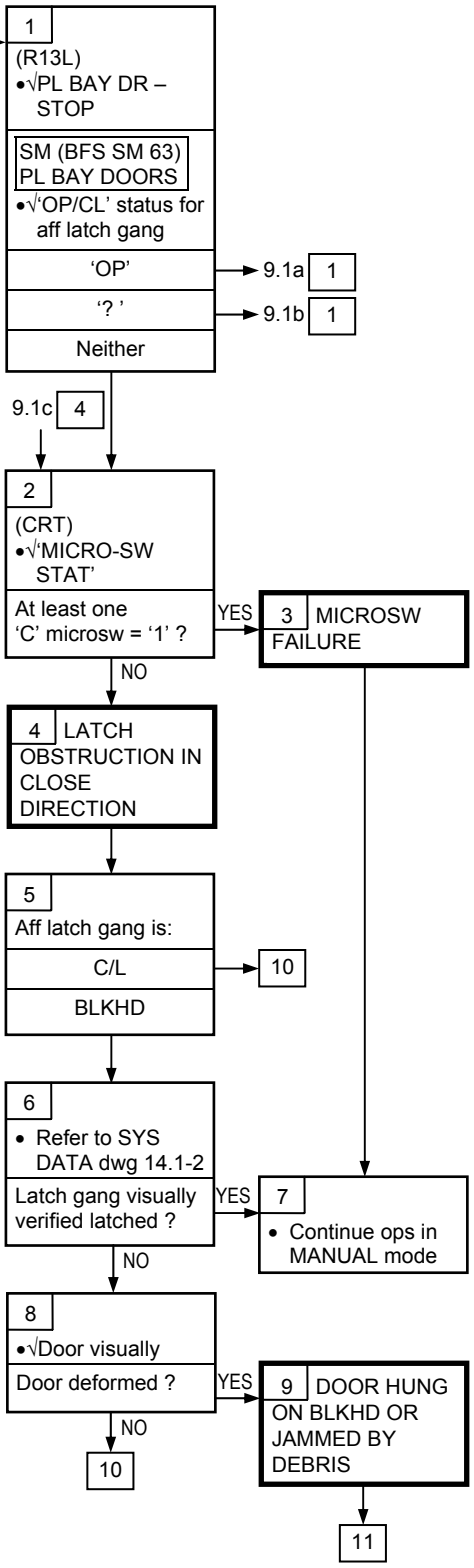 1
(R13L)
•√PL BAY DR –
STOP
SM (BFS SM 63)
PL BAY DOORS
•√'OP/CL' status for
aff latch gang
'OP'
9.1a 1
'? '
9.1b 1
Neither
9.1c 4
2
(CRT)
•√'MICRO-SW
STAT'
At least one
'C' microsw = '1' ?
YES
3 MICROSW
FAILURE
NO
4 LATCH
OBSTRUCTION IN
CLOSE
DIRECTION
5
Aff latch gang is:
C/L
10
BLKHD
6
• Refer to SYS
DATA dwg 14.1-2
Latch gang visually
verified latched ?
YES
7
• Continue ops in
MANUAL mode
NO
8
•√Door visually
Door deformed ?
YES
9 DOOR HUNG
ON BLKHD OR
JAMMED BY
DEBRIS
NO
10
11